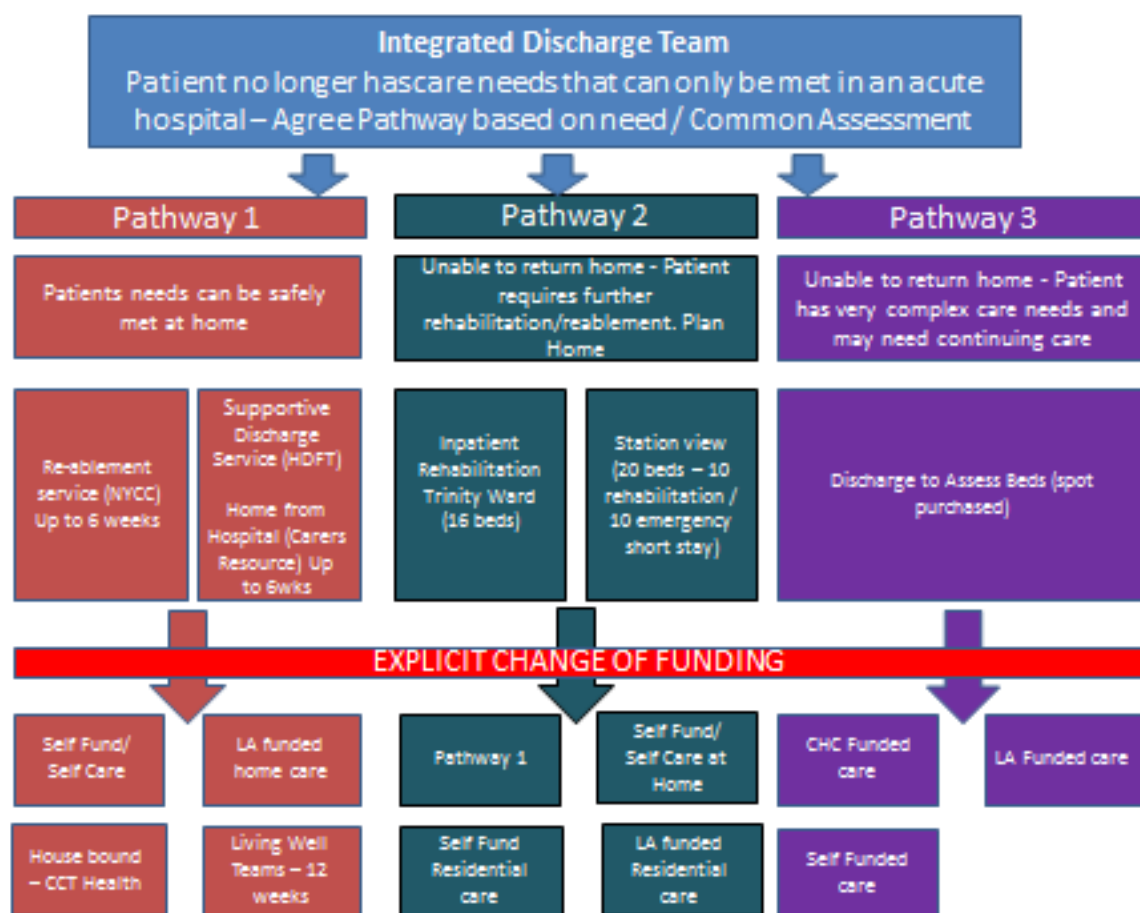 Integrated Discharge Team
Patient no longer hascare needs that can only be met in an acute
hospital – Agree Pathway based on need / Common Assessment
Pathway 1
Pathway 2
Pathway 3
Patients needs can be safely
met at home
Unable to return home - Patient
requires further
rehabilitation/reablement. Plan
Home
Unable to return home - Patient
has very complex care needs and
may need continuing care
Re-ablement
service (NYCC)
Up to 6 weeks
Supportive
Discharge
Service (HDFT)
Home from
Hospital (Carers
Resource) Up
to 6wks
Inpatient
Rehabilitation
Trinity Ward
(16 beds)
Station view
(20 beds – 10
rehabilitation /
10 emergency
short stay)
Discharge to Assess Beds (spot
purchased)
EXPLICIT CHANGE OF FUNDING
Self Fund/
Self Care
LA funded
home care
Pathway 1
Self Fund/
Self Care at
Home
CHC Funded
care
LA Funded care
House bound
– CCT Health
Living Well
Teams – 12
weeks
Self Fund
Residential
care
LA funded
Residential
care
Self Funded
care